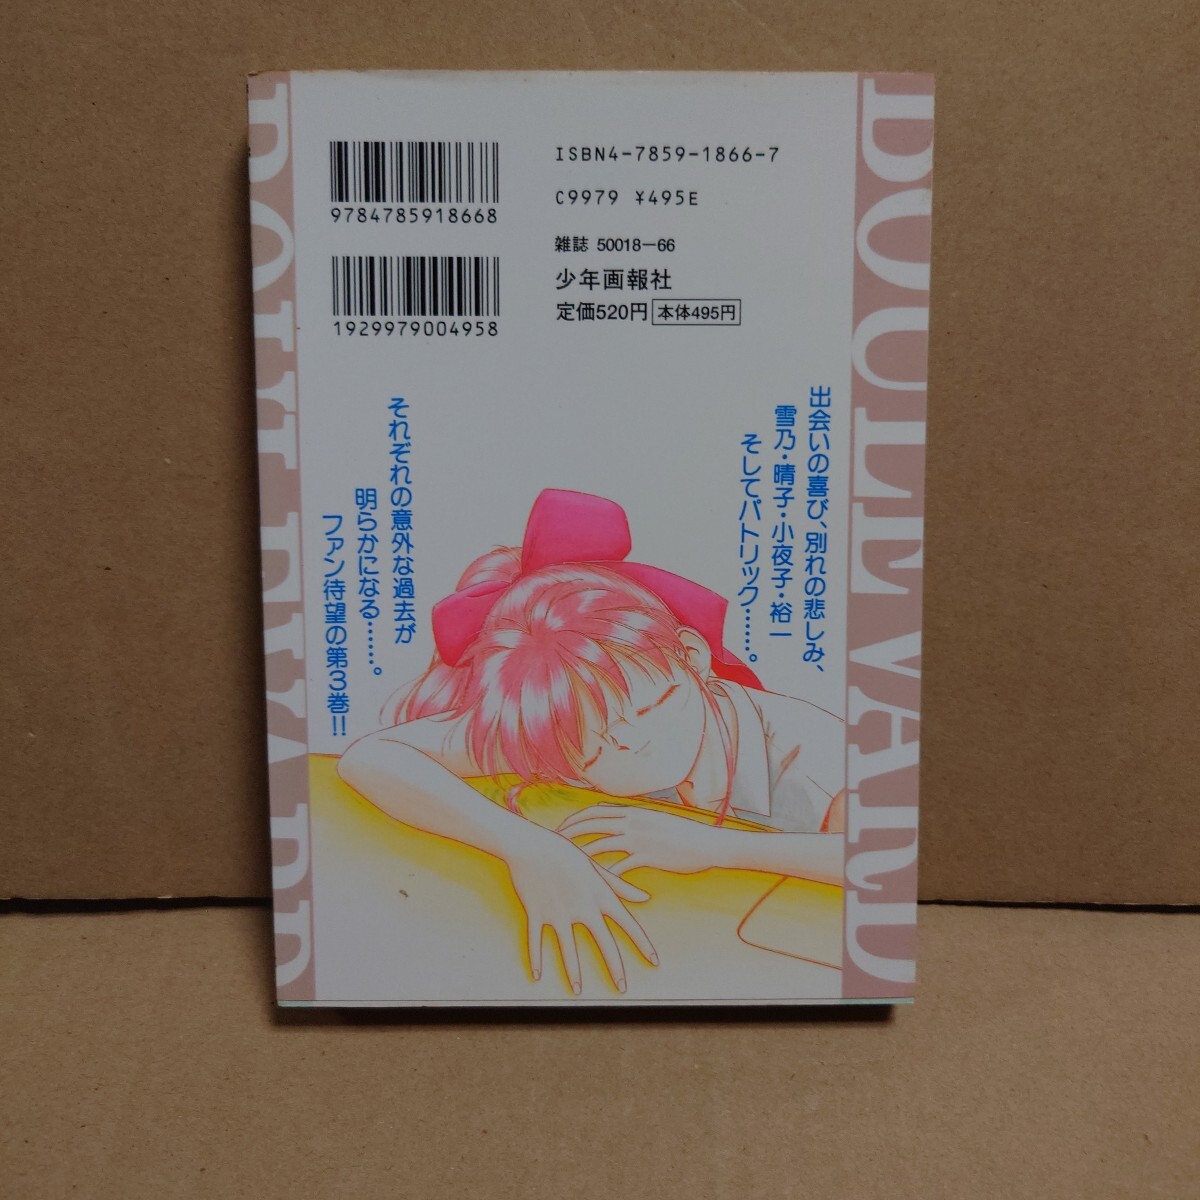 BOULEVARD
9784785918668
ISBN4-7859-1866-7
C9979 ¥495E
1929979004958
雑誌 50018-66
少年画報社
定価520円 本体495円
出会いの喜び、別れの悲しみ、
雪乃・晴子・小夜子・裕一
そしてパトリック……。
それぞれの意外な過去が
明らかになる……。
ファン待望の第3巻!!
BOULEVARD